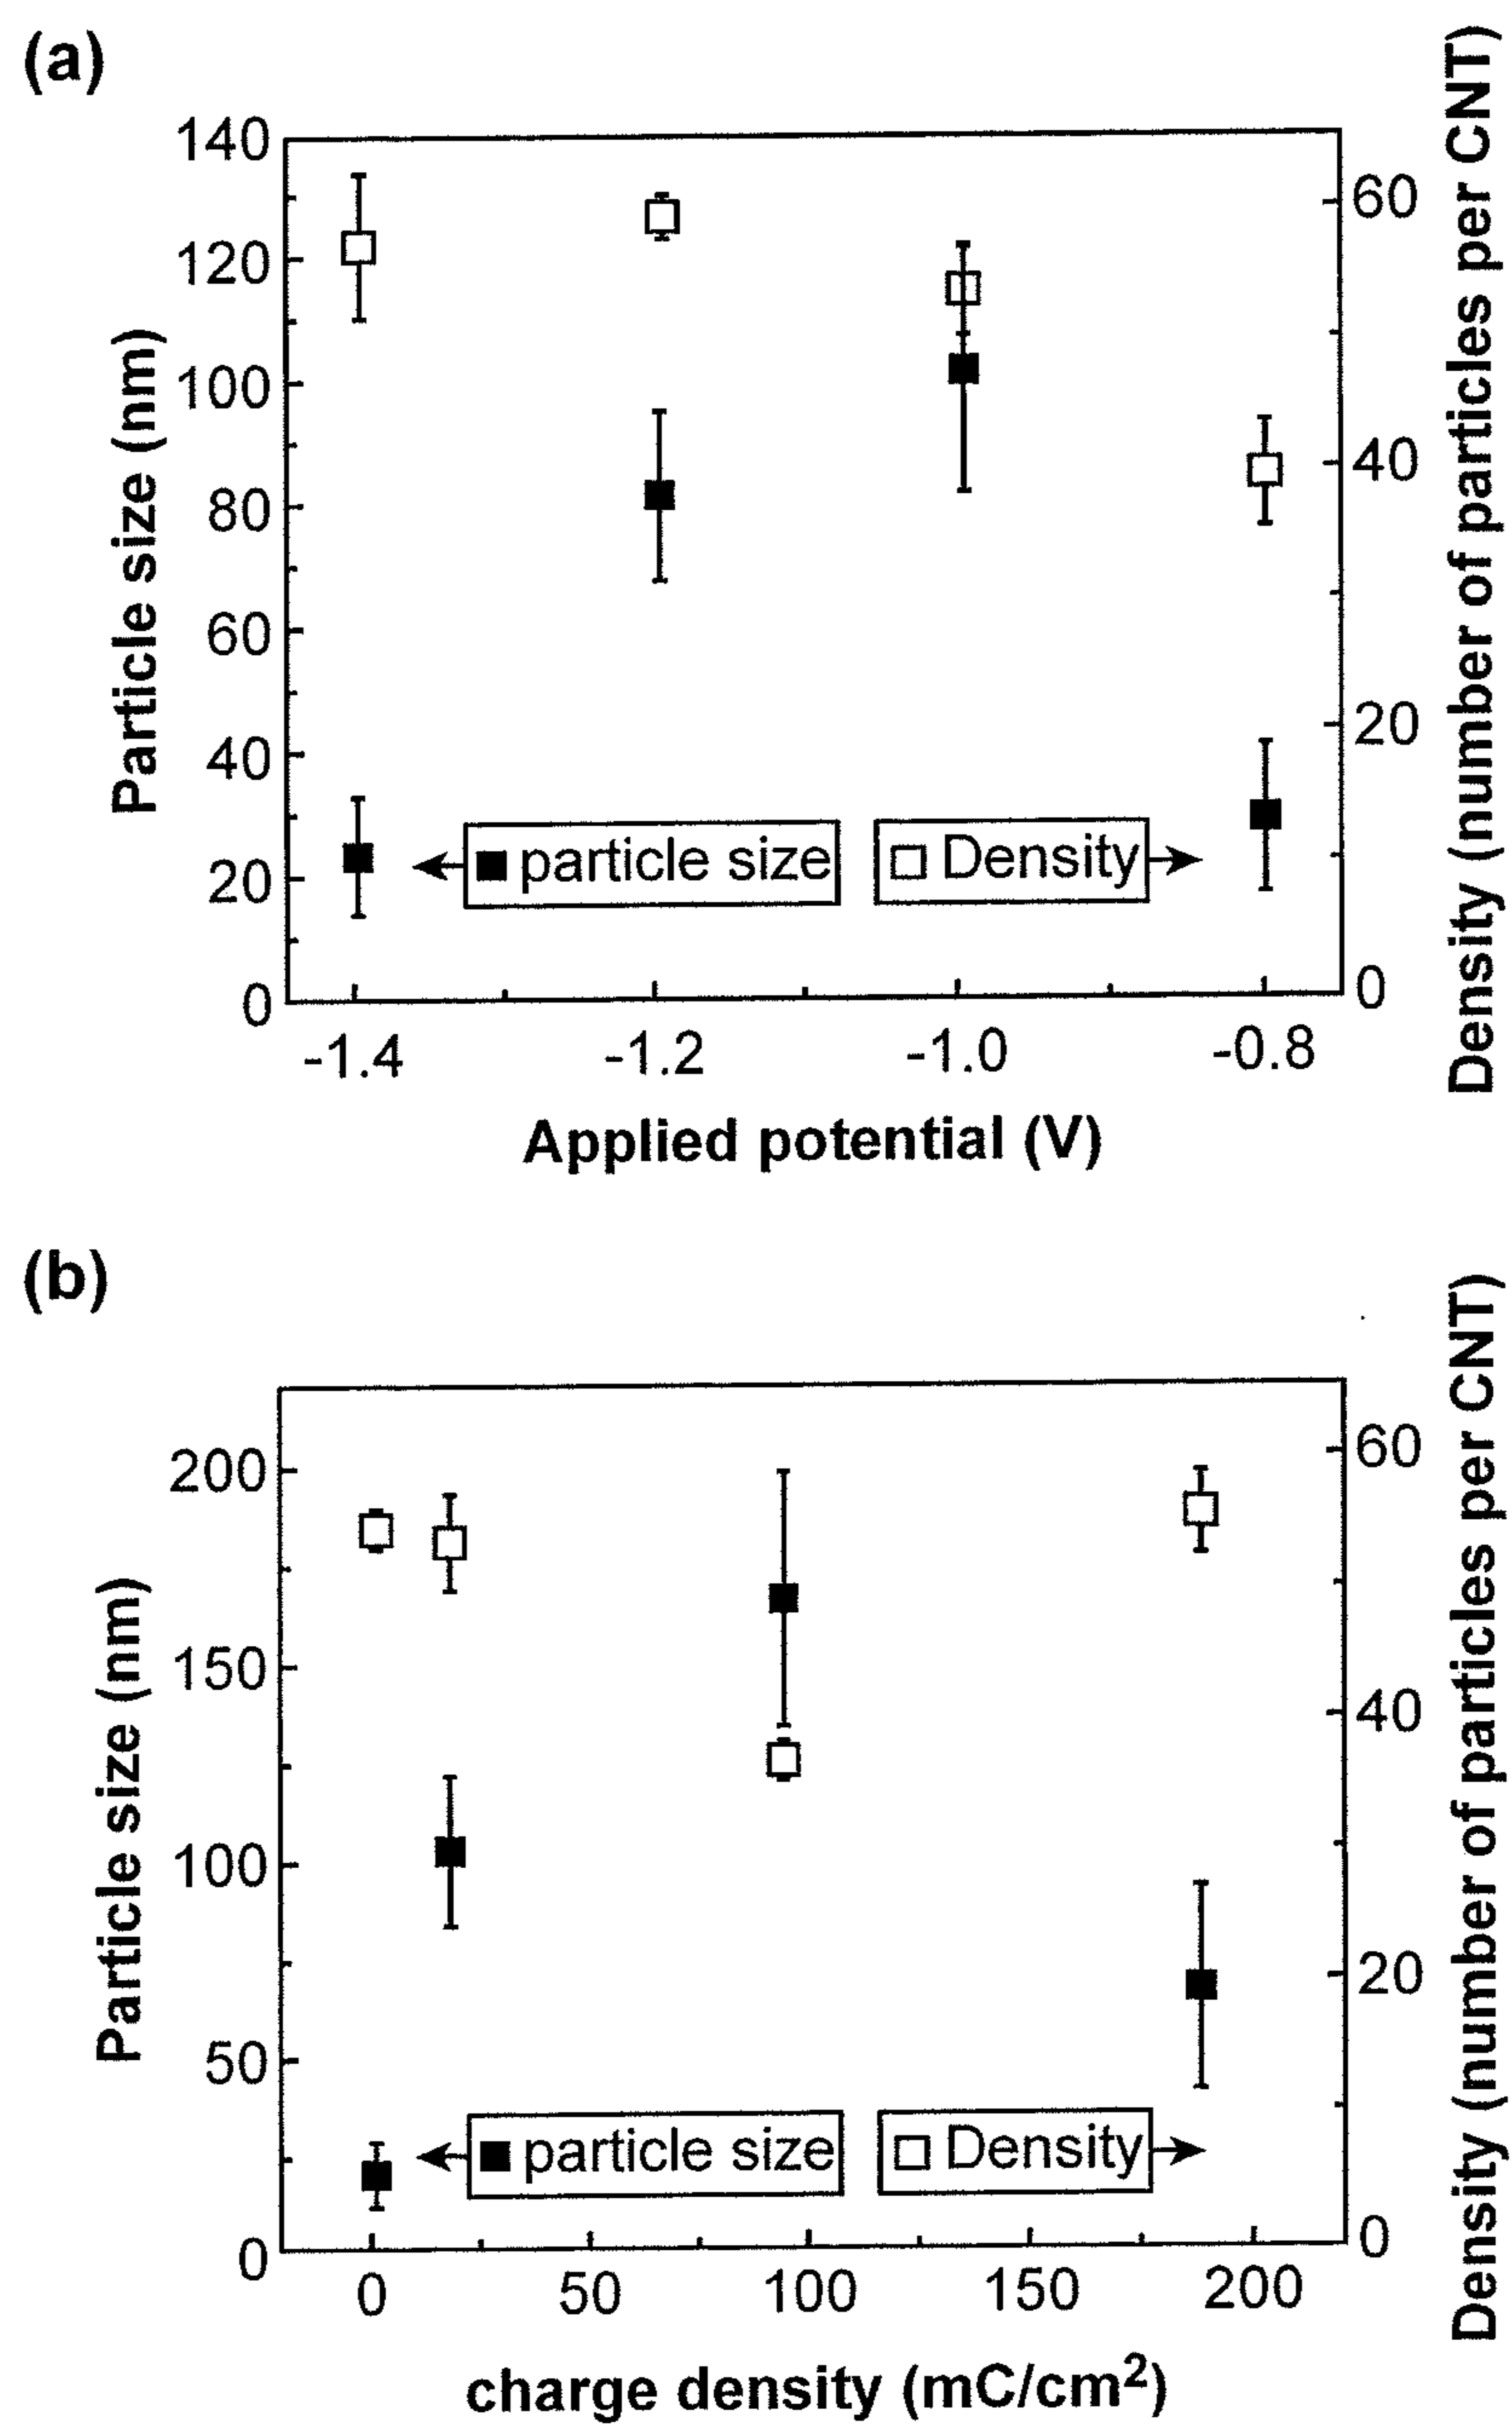 (a)
Particle size (nm)
140
120
100
80
60
40
20
0
Density (number of particles per CNT)
60
40
20
0
particle size
Density
-1.4 -1.2 -1.0 -0.8
Applied potential (V)
(b)
Particle size (nm)
200
150
100
50
0
Density (number of particles per CNT)
60
40
20
0
particle size
Density
0 50 100 150 200
charge density (mC/cm²)